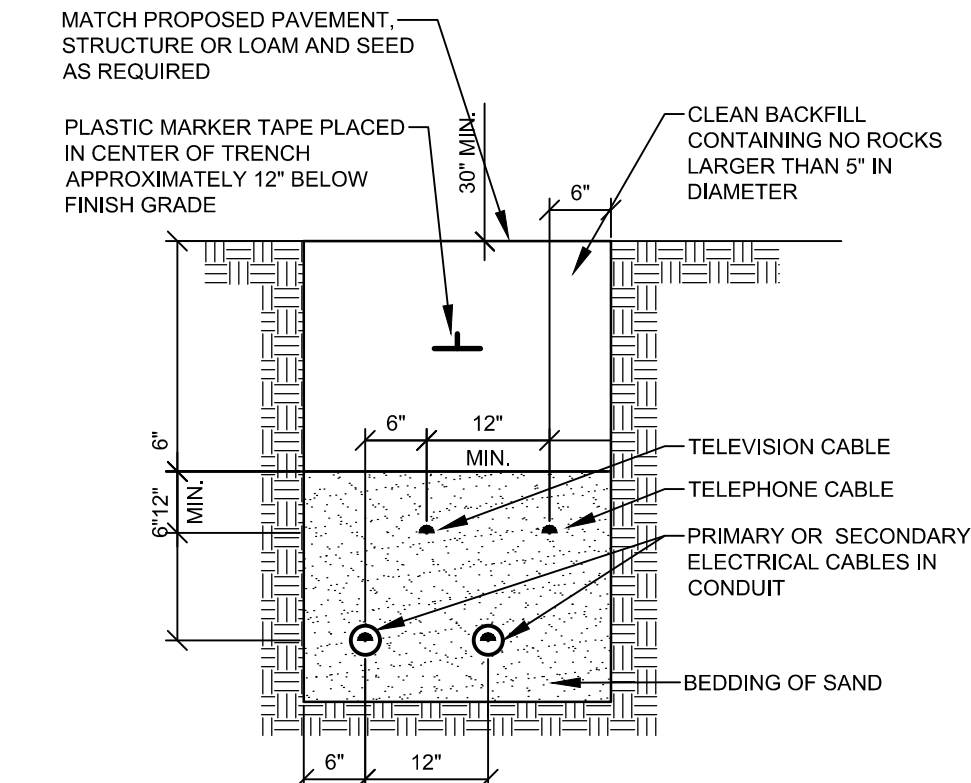 MATCH PROPOSED PAVEMENT,
STRUCTURE OR LOAM AND SEED
AS REQUIRED
PLASTIC MARKER TAPE PLACED
IN CENTER OF TRENCH
APPROXIMATELY 12" BELOW
FINISH GRADE
30" MIN.
6"
CLEAN BACKFILL
CONTAINING NO ROCKS
LARGER THAN 5" IN
DIAMETER
6"
12"
MIN.
6"
6"12"
MIN.
TELEVISION CABLE
TELEPHONE CABLE
PRIMARY OR SECONDARY
ELECTRICAL CABLES IN
CONDUIT
BEDDING OF SAND
6"
12"